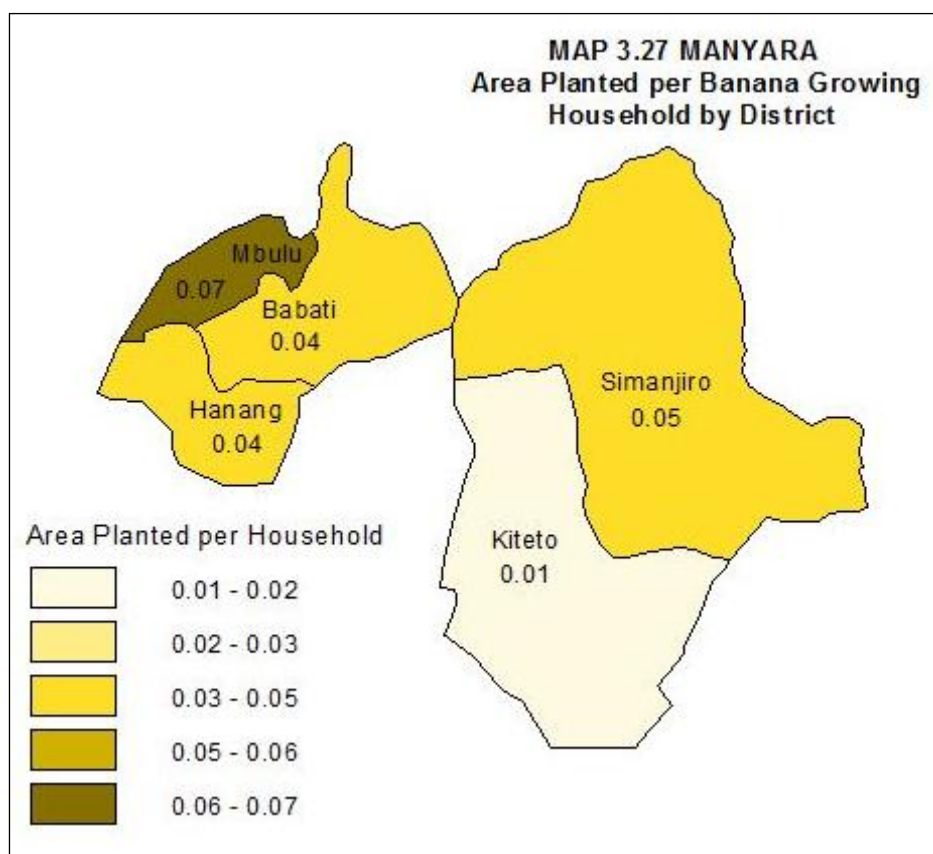 MAP 3.27 MANYARA
Area Planted per Banana Growing
Household by District
Mbulu
0.07
Babati
0.04
Hanang
0.04
Simanjiro
0.05
Kiteto
0.01
Area Planted per Household
0.01 - 0.02
0.02 - 0.03
0.03 - 0.05
0.05 - 0.06
0.06 - 0.07